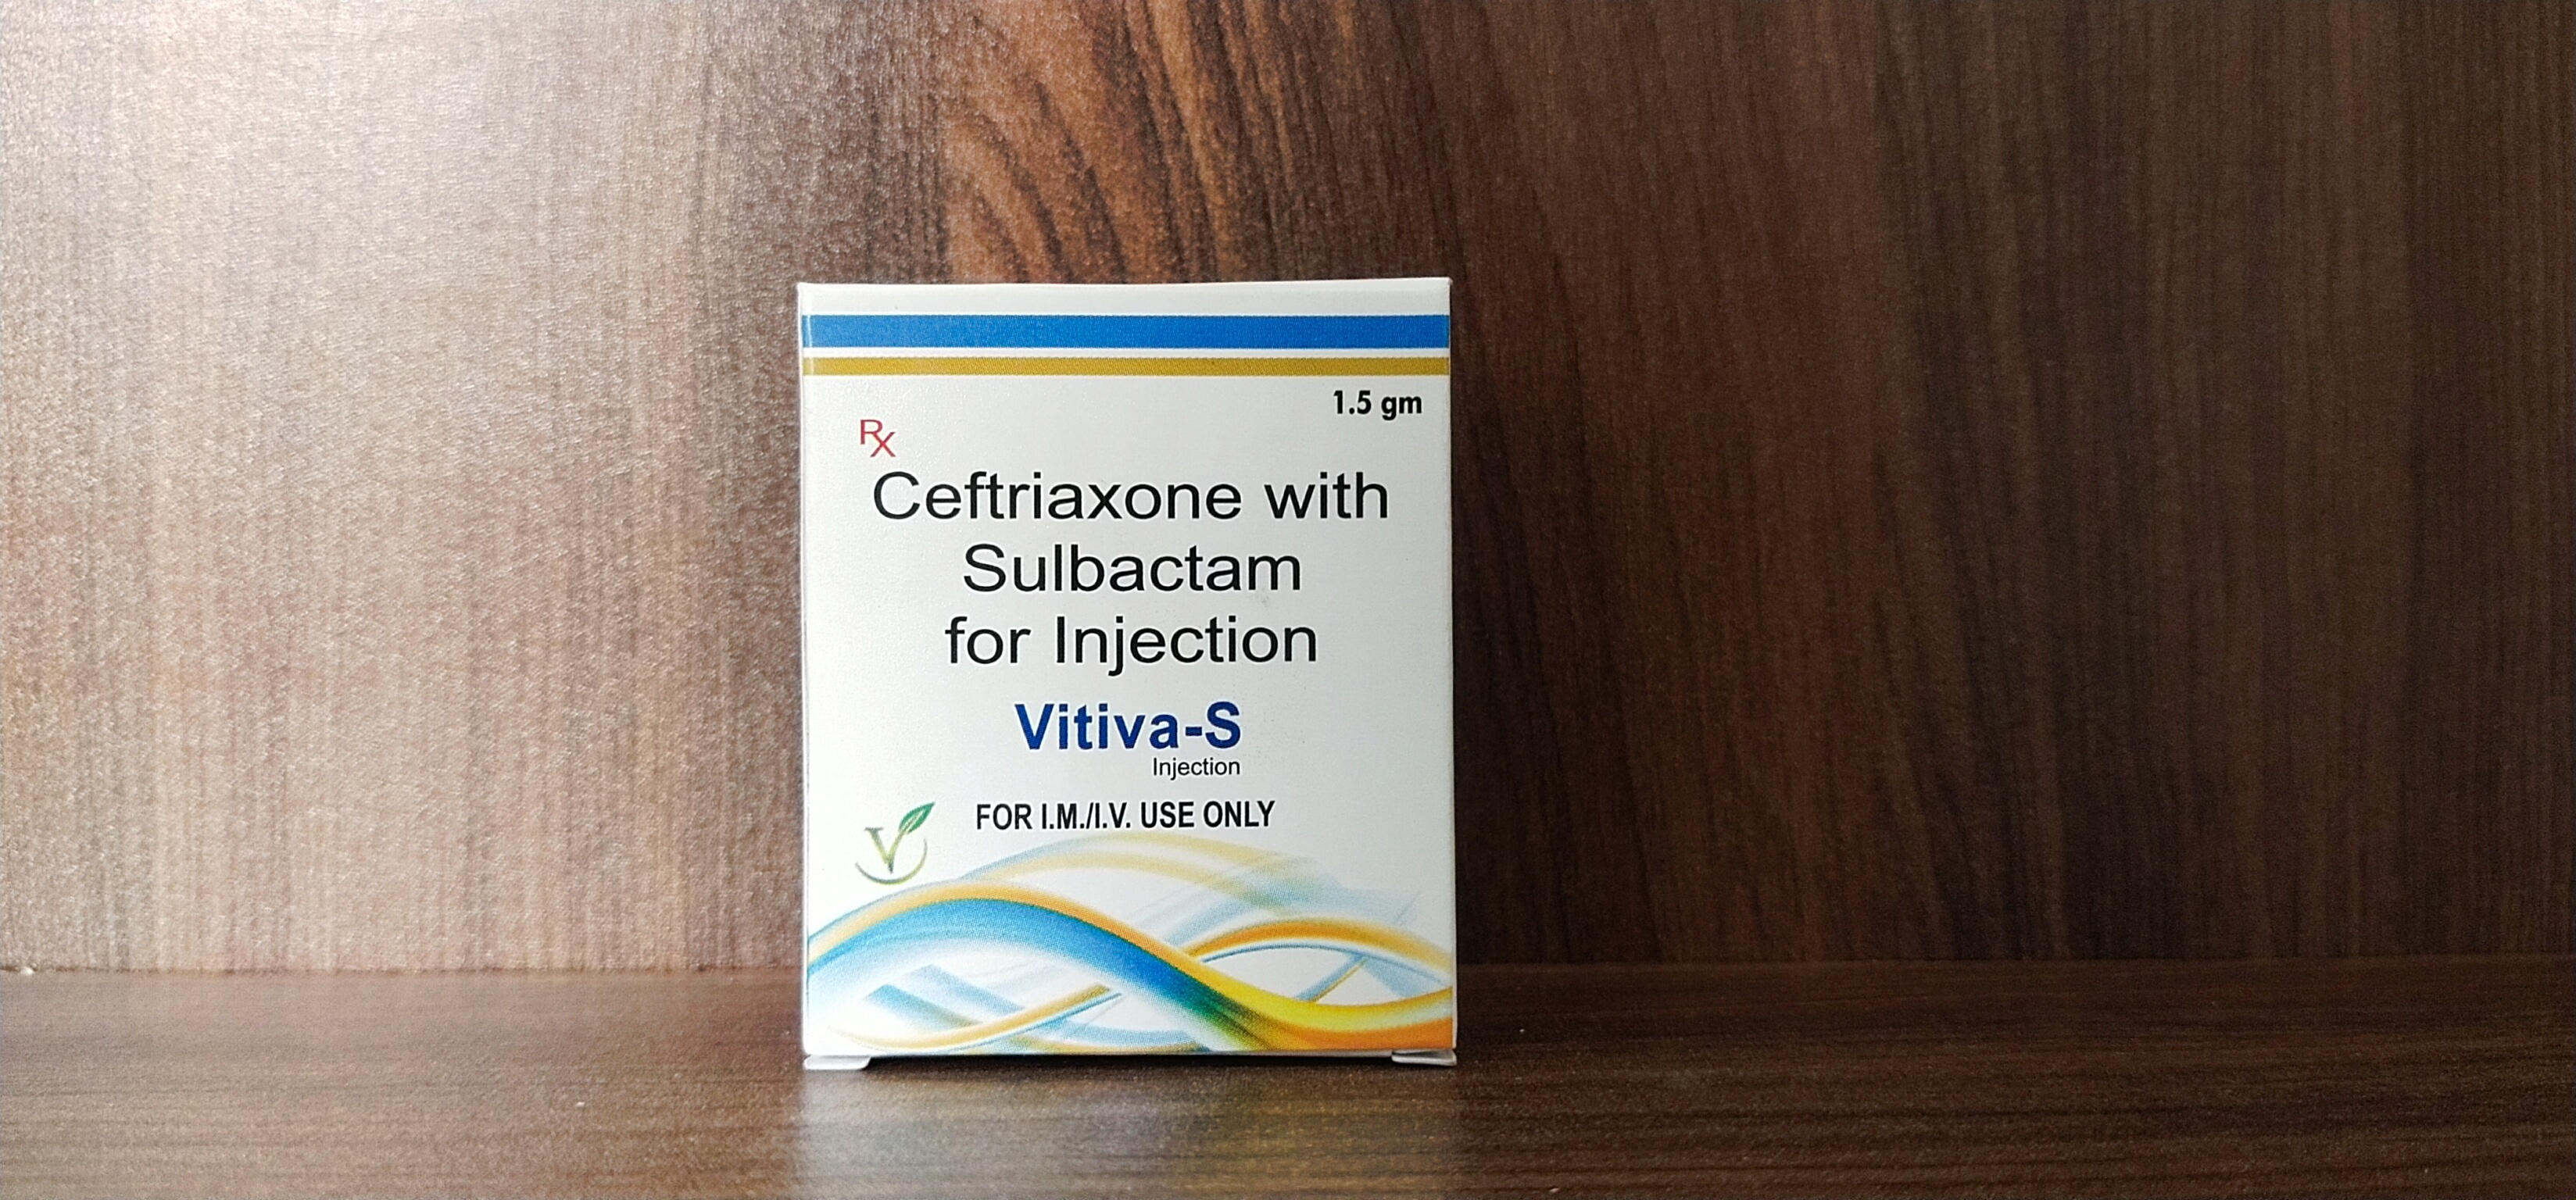 1.5 gm
Rx
Ceftriaxone with
Sulbactam
for Injection
Vitiva-S
Injection
FOR I.M./I.V. USE ONLY
V